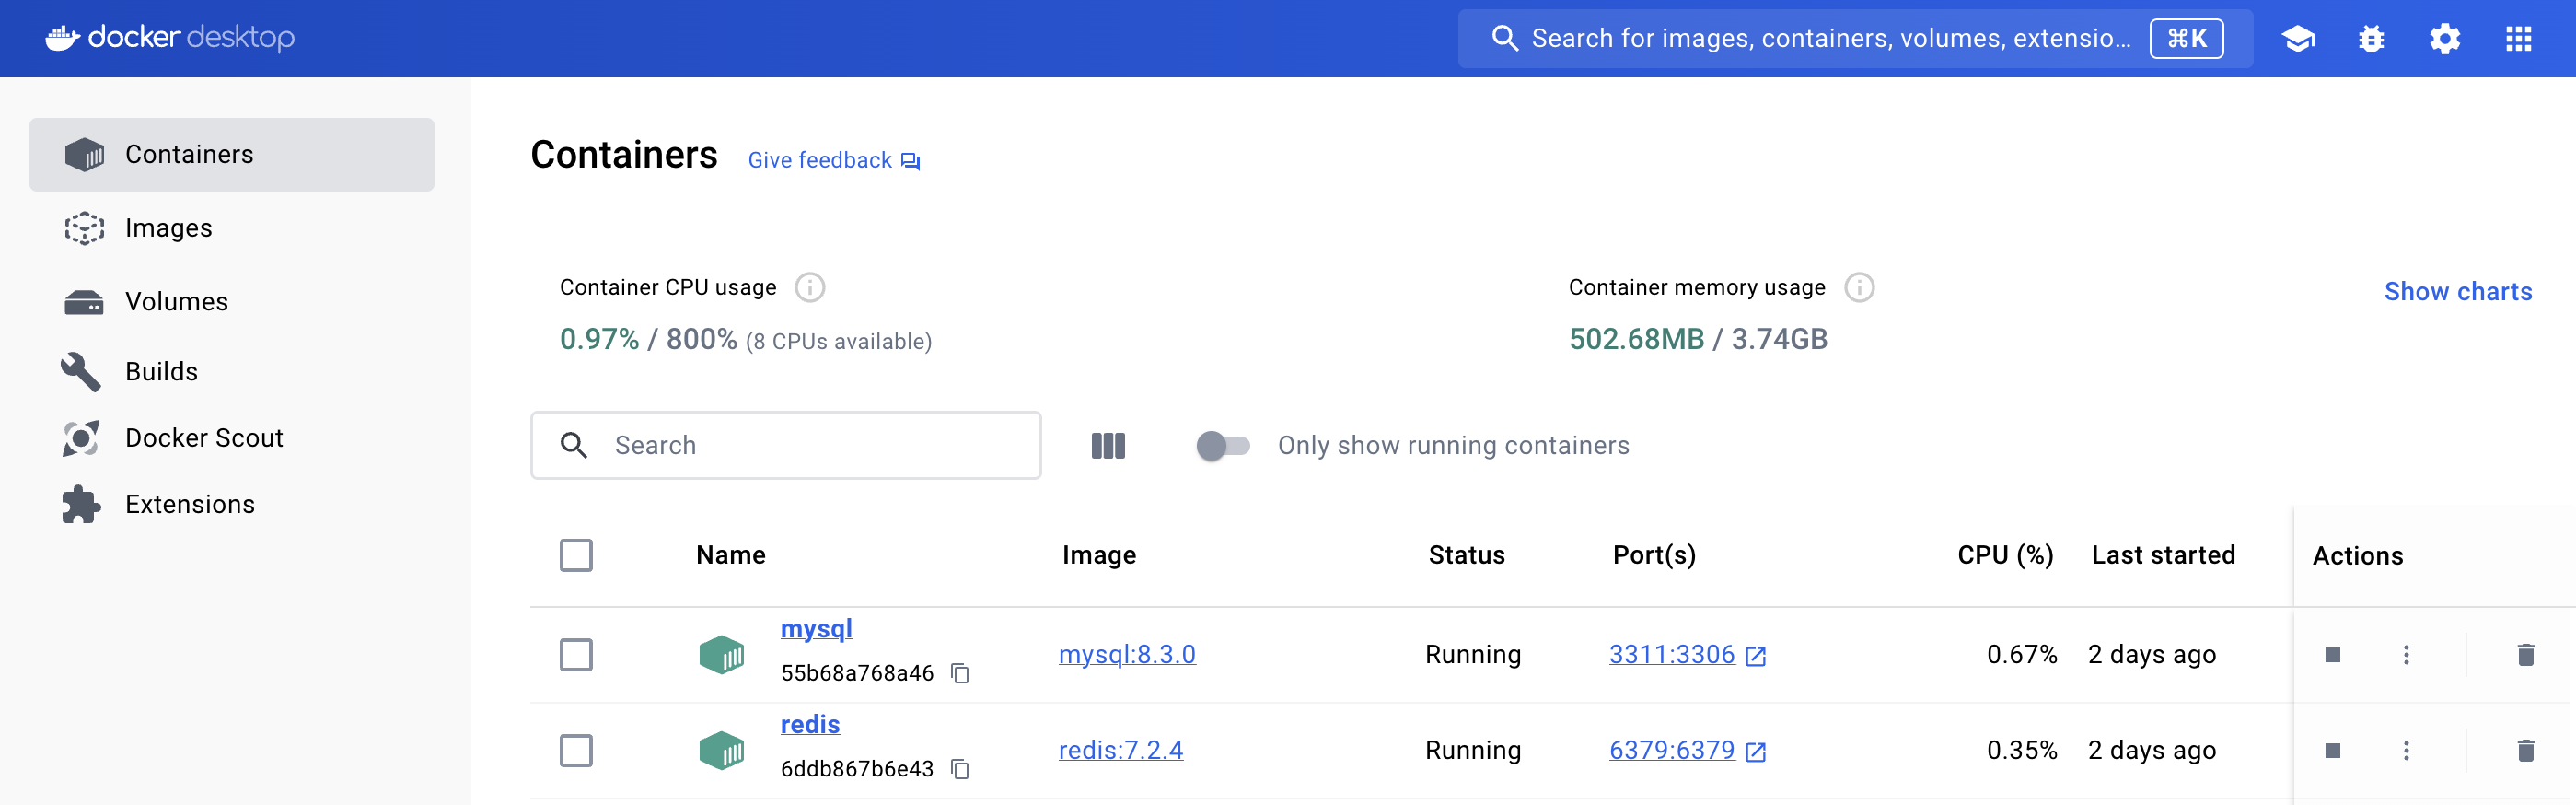 docker desktop
Search for images, containers, volumes, extensio... ⌘K
Containers
Images
Volumes
Builds
Docker Scout
Extensions
Containers Give feedback
Container CPU usage
0.97% / 800% (8 CPUs available)
Container memory usage
502.68MB / 3.74GB
Show charts
Search
Only show running containers
Name Image Status Port(s) CPU (%) Last started Actions
mysql
55b68a768a46
mysql:8.3.0 Running 3311:3306 0.67% 2 days ago
redis
6ddb867b6e43
redis:7.2.4 Running 6379:6379 0.35% 2 days ago